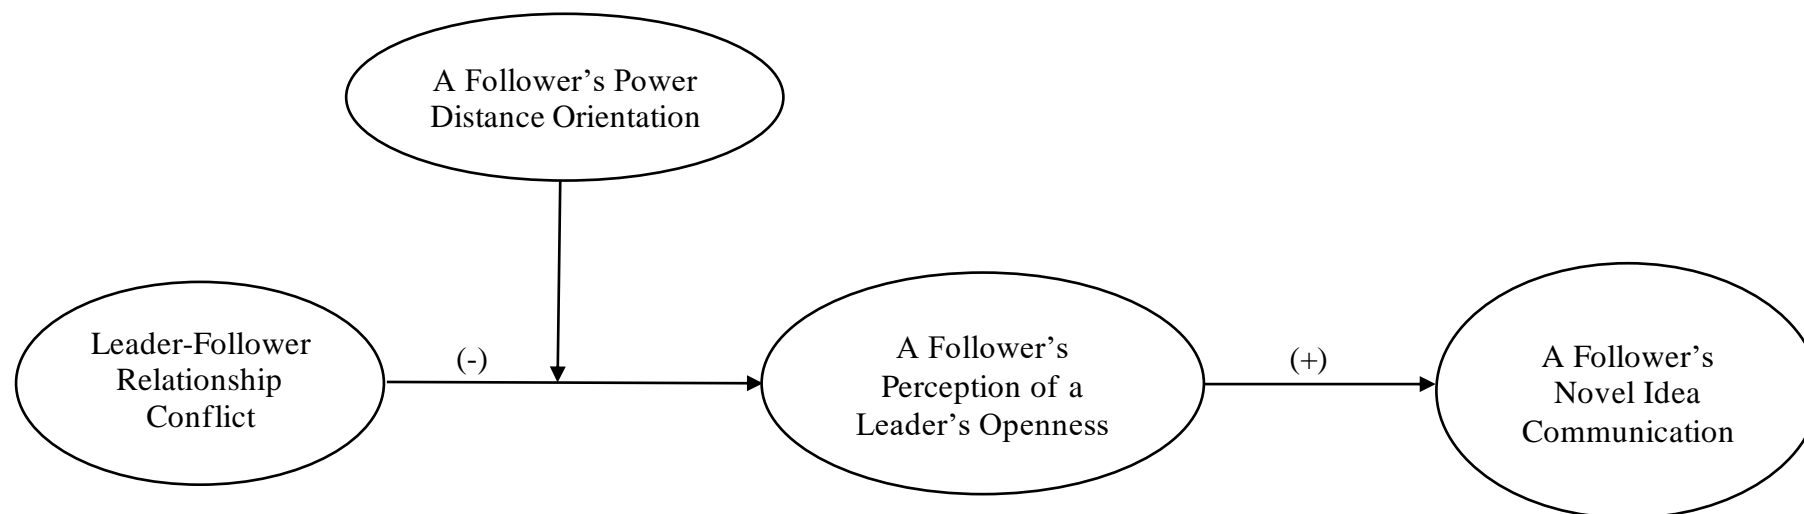 A Follower’s Power
Distance Orientation
Leader-Follower
Relationship
Conflict
(-)
A Follower’s
Perception of a
Leader’s Openness
(+)
A Follower’s
Novel Idea
Communication